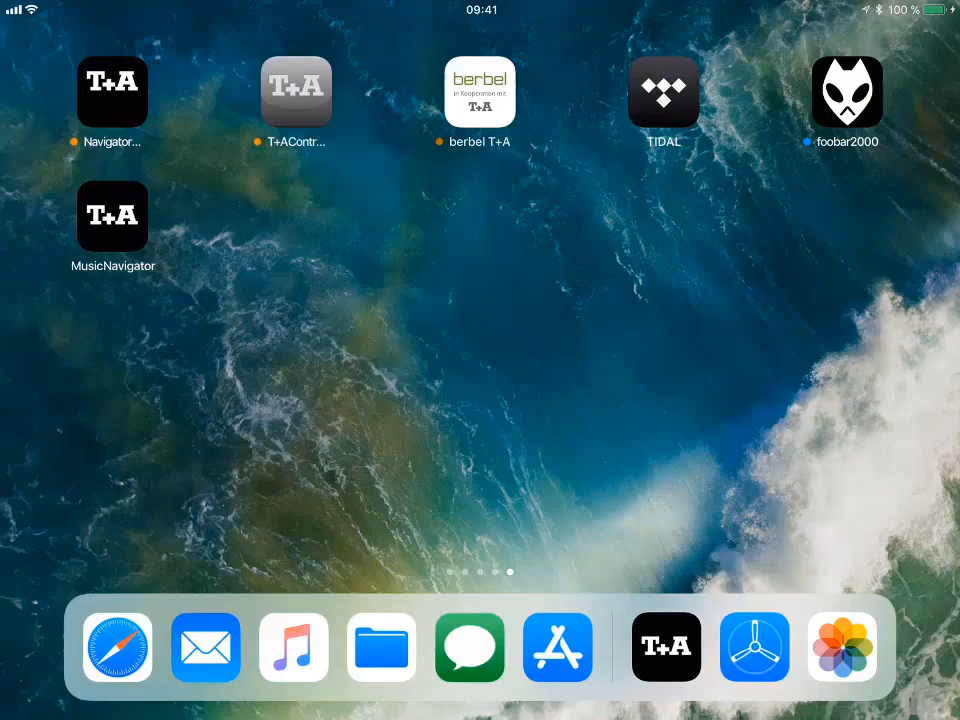 09:41
100 %
T+A
T+A
berbel
in Kooperation mit
T+A
Navigator...
T+AContr...
berbel T+A
TIDAL
foobar2000
T+A
MusicNavigator
T+A